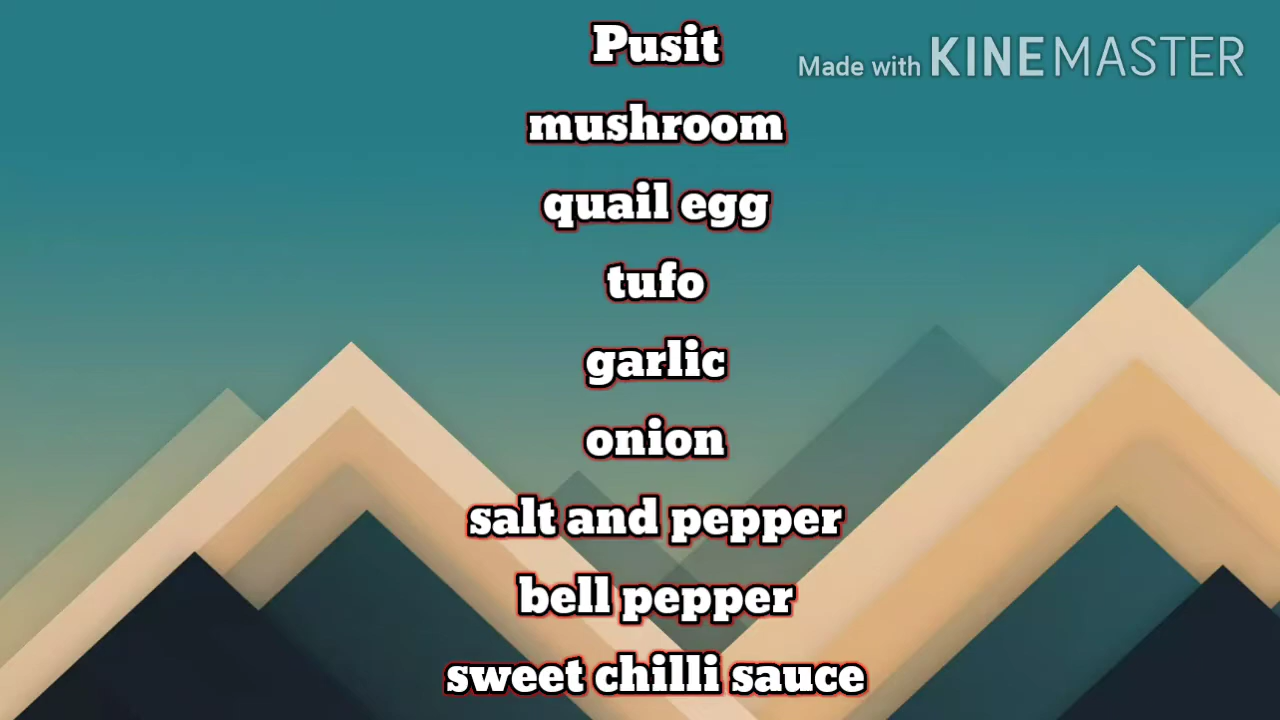 Pusit
Made with KINEMASTER
mushroom
quail egg
tufo
garlic
onion
salt and pepper
bell pepper
sweet chilli sauce